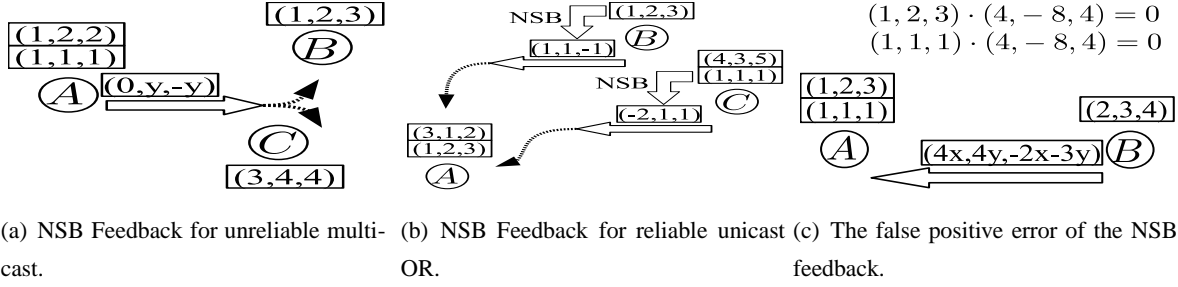 (1,2,2)
(1,1,1)
A
(0,y,-y)
(1,2,3)
B
C
(3,4,4)
NSB
(1,2,3)
(1,1,-1)
B
NSB
(4,3,5)
(1,1,1)
C
(-2,1,1)
(3,1,2)
(1,2,3)
A
(1, 2, 3) · (4, − 8, 4) = 0
(1, 1, 1) · (4, − 8, 4) = 0
(1,2,3)
(1,1,1)
A
(2,3,4)
B
(4x,4y,-2x-3y)
(a) NSB Feedback for unreliable multi-
cast.
(b) NSB Feedback for reliable unicast
OR.
(c) The false positive error of the NSB
feedback.